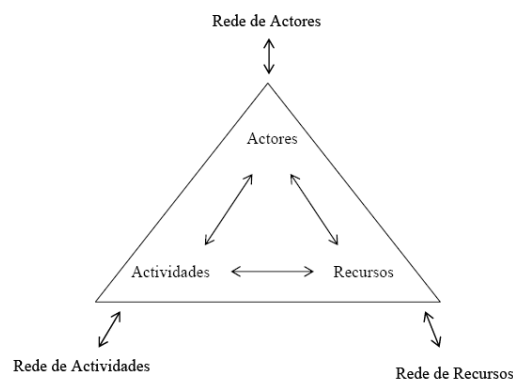 Rede de Actores
Actores
Actividades
Recursos
Rede de Actividades
Rede de Recursos